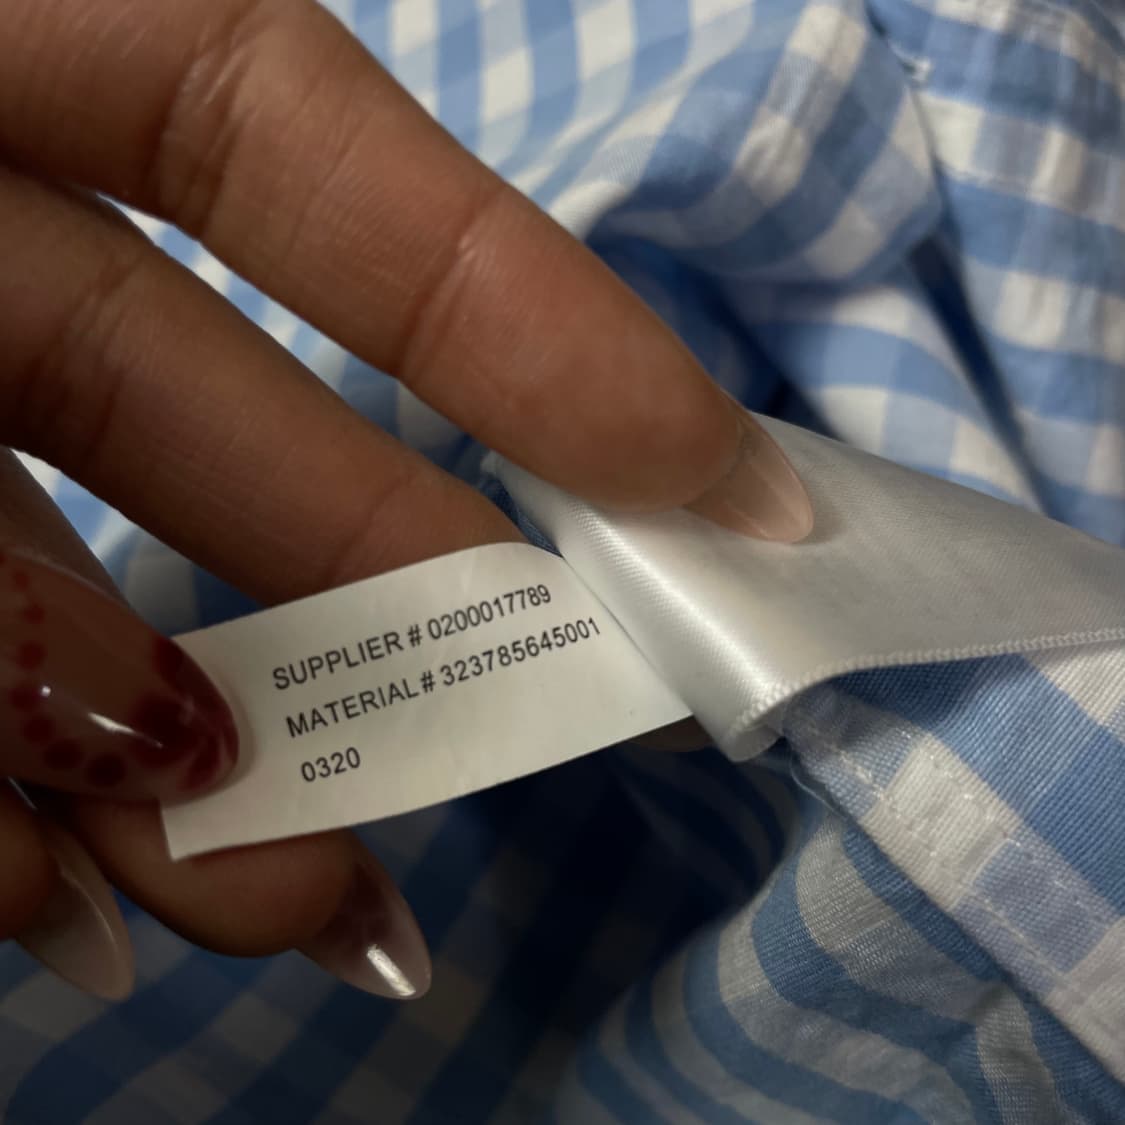 SUPPLIER # 0200017789
MATERIAL # 323785645001
0320